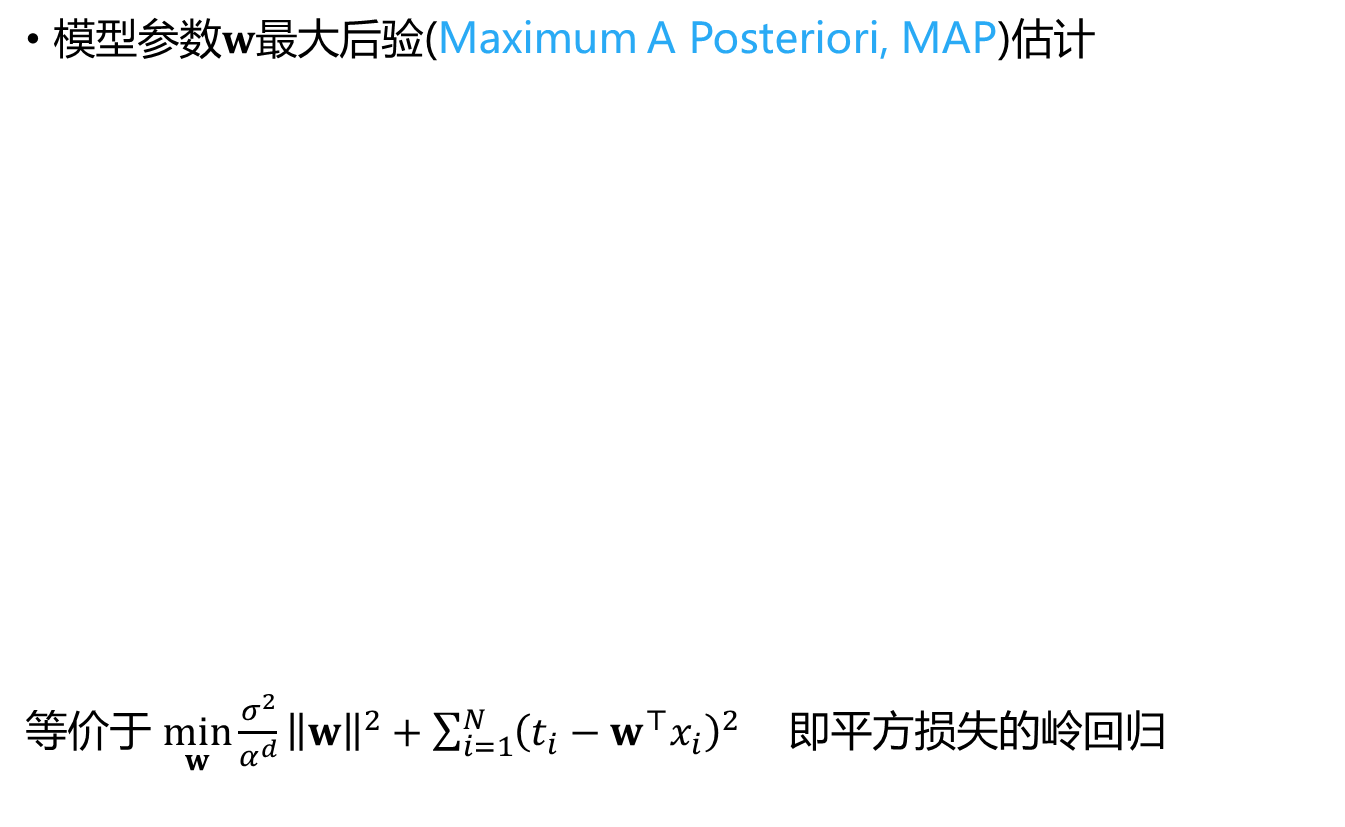 • 模型参数w最大后验(Maximum A Posteriori, MAP)估计
等价于 min_w σ²/α^d ‖w‖² + ∑_{i=1}^{N}(t_i − w^⊤x_i)² 即平方损失的岭回归